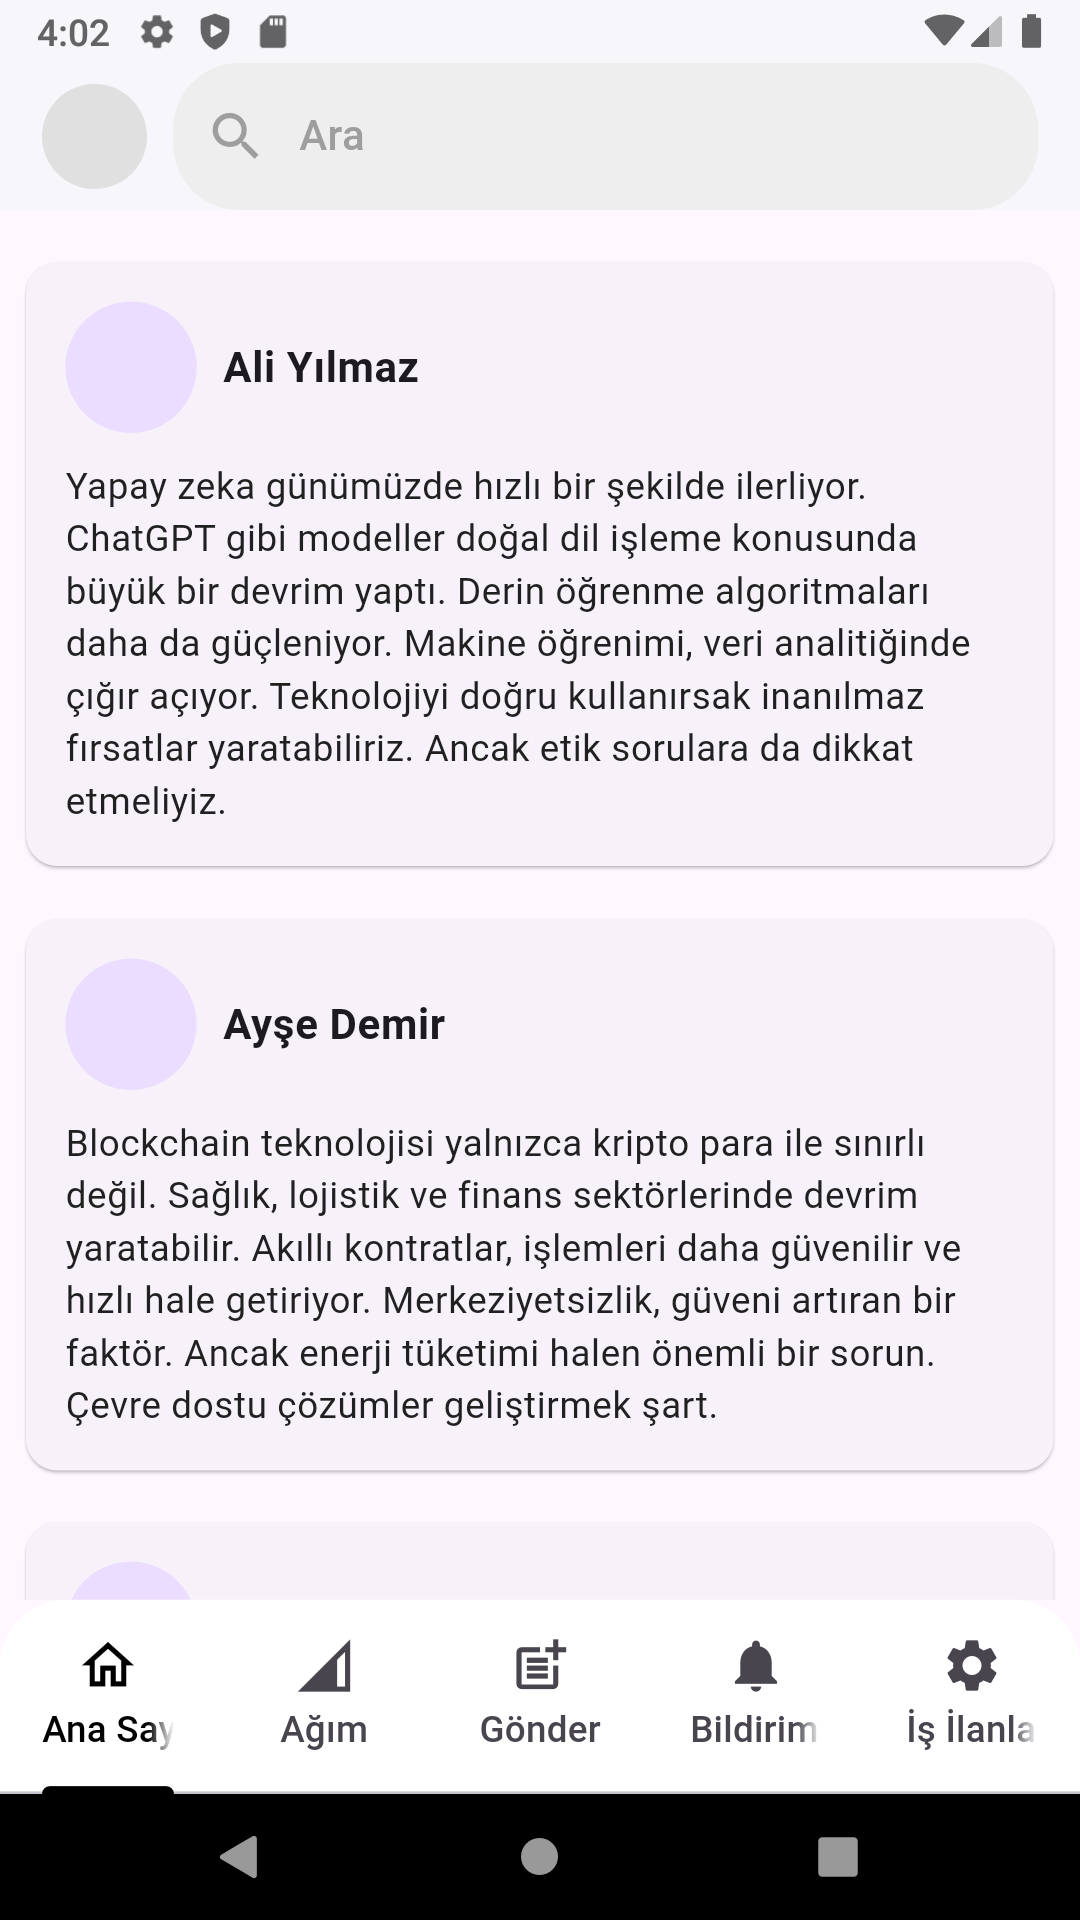 4:02
Ara
Ali Yılmaz
Yapay zeka günümüzde hızlı bir şekilde ilerliyor.
ChatGPT gibi modeller doğal dil işleme konusunda
büyük bir devrim yaptı. Derin öğrenme algoritmaları
daha da güçleniyor. Makine öğrenimi, veri analitiğinde
çığır açıyor. Teknolojiyi doğru kullanırsak inanılmaz
fırsatlar yaratabiliriz. Ancak etik sorulara da dikkat
etmeliyiz.
Ayşe Demir
Blockchain teknolojisi yalnızca kripto para ile sınırlı
değil. Sağlık, lojistik ve finans sektörlerinde devrim
yaratabilir. Akıllı kontratlar, işlemleri daha güvenilir ve
hızlı hale getiriyor. Merkeziyetsizlik, güveni artıran bir
faktör. Ancak enerji tüketimi halen önemli bir sorun.
Çevre dostu çözümler geliştirmek şart.
Ana Say Ağım Gönder Bildirim İş İlanla